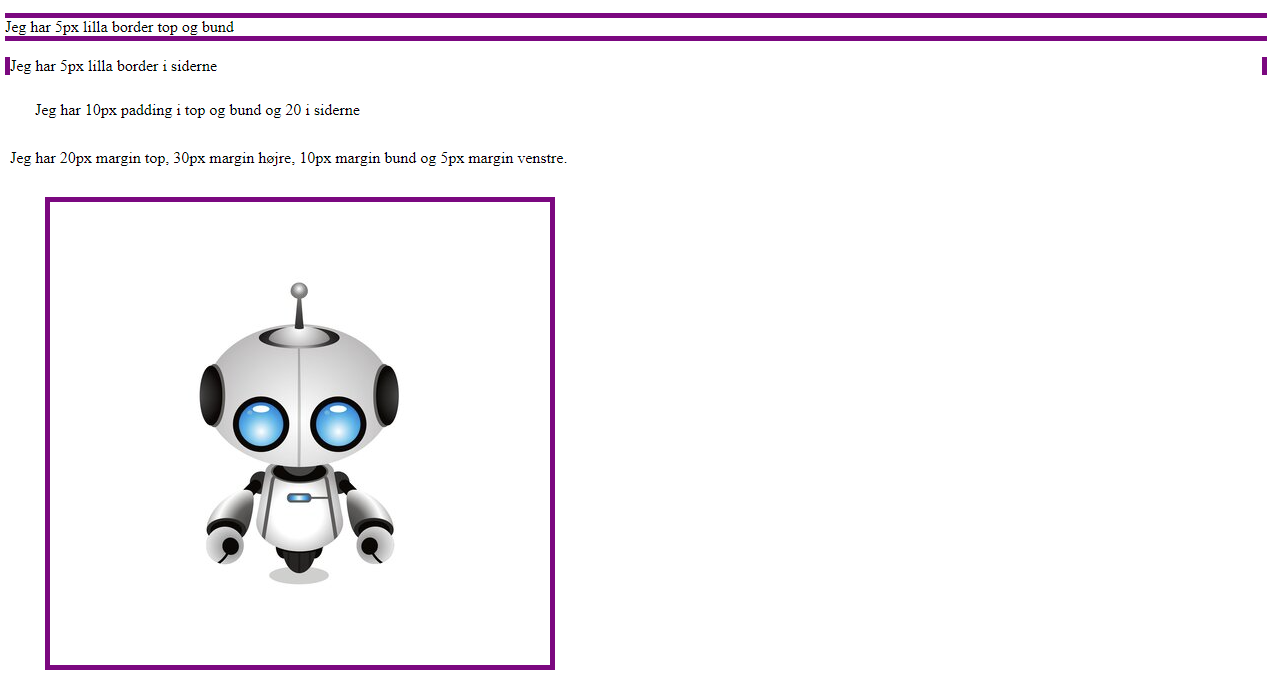 Jeg har 5px lilla border top og bund
Jeg har 5px lilla border i siderne
Jeg har 10px padding i top og bund og 20 i siderne
Jeg har 20px margin top, 30px margin højre, 10px margin bund og 5px margin venstre.